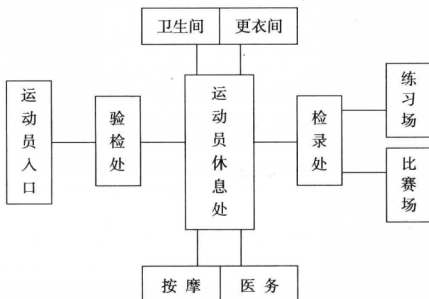 卫生间 更衣间
运动员入口
验检处
运动员休息处
检录处
练习场
比赛场
按摩 医务